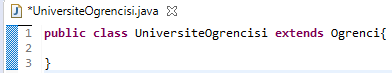 *UniversiteOgrencisi.java
1 public class UniversiteOgrencisi extends Ogrenci{
2
3 }